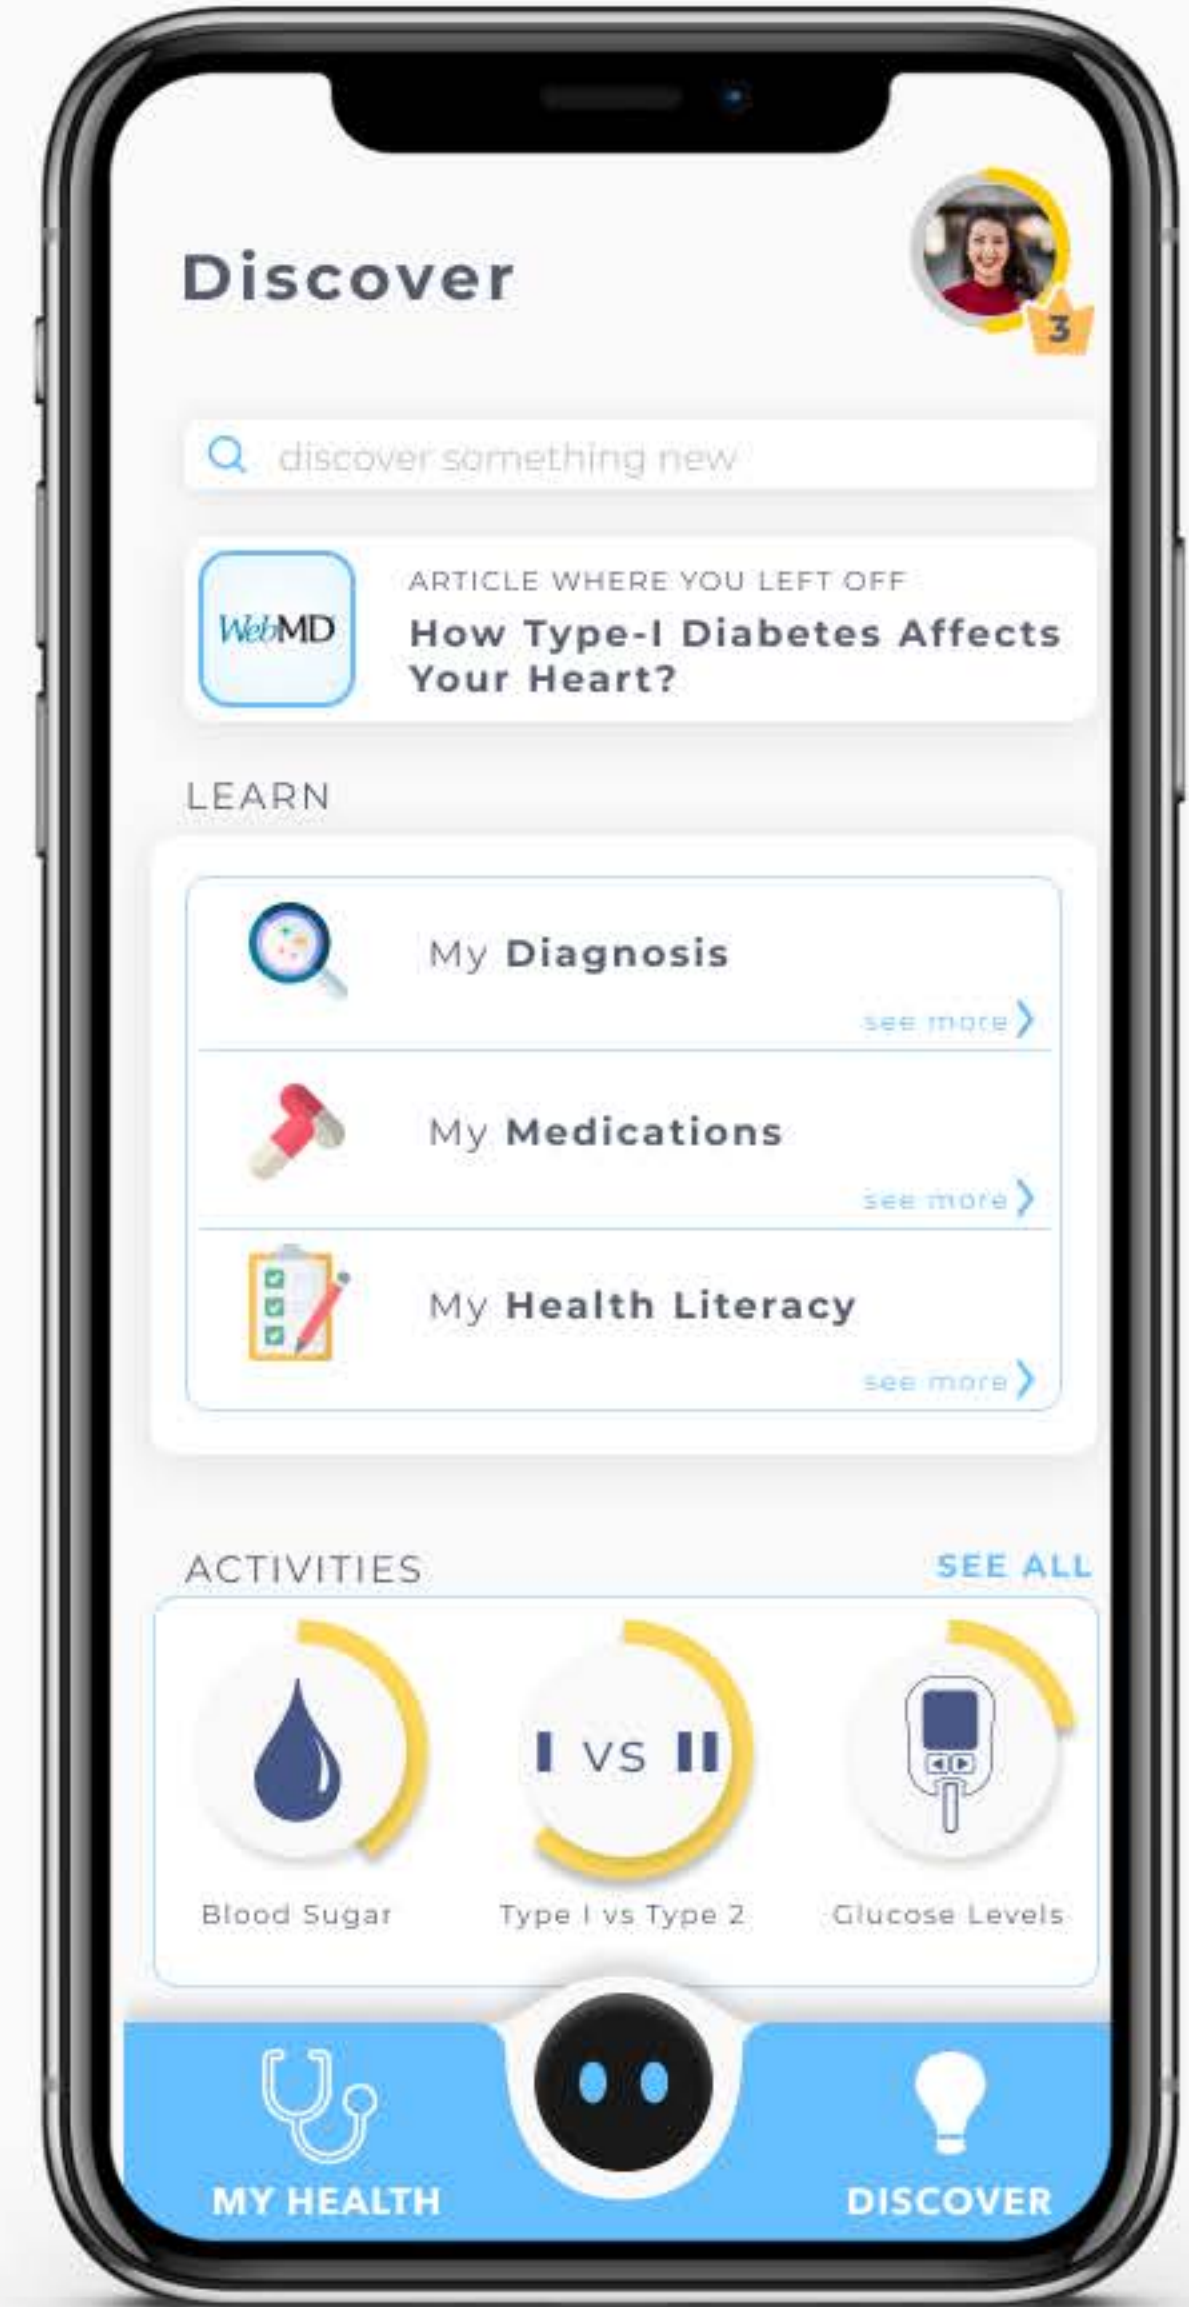 Discover
3
discover something new
WebMD
ARTICLE WHERE YOU LEFT OFF
How Type-I Diabetes Affects
Your Heart?
LEARN
My Diagnosis
see more
My Medications
see more
My Health Literacy
see more
ACTIVITIES
SEE ALL
I VS II
Blood Sugar
Type I vs Type 2
Glucose Levels
MY HEALTH
DISCOVER